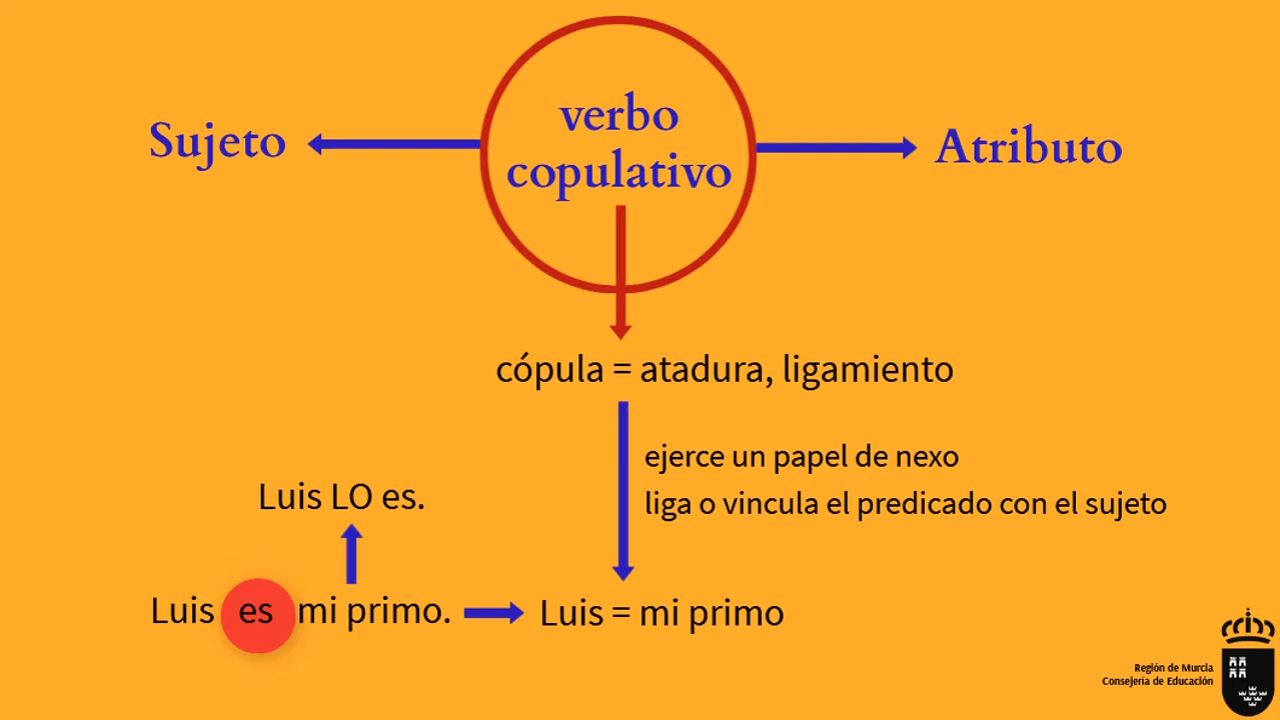 verbo
copulativo
Sujeto
Atributo
cópula = atadura, ligamiento
ejerce un papel de nexo
liga o vincula el predicado con el sujeto
Luis LO es.
Luis es mi primo.
Luis = mi primo
Región de Murcia
Consejería de Educación